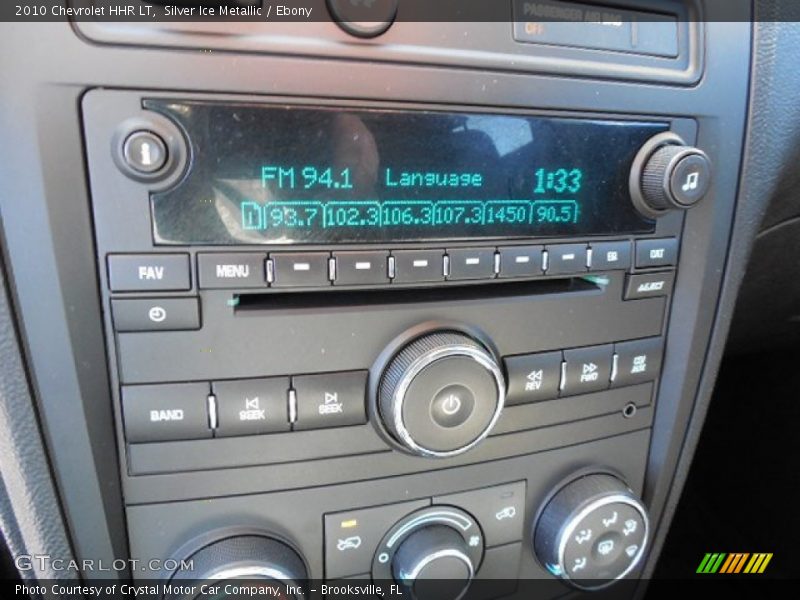 2010 Chevrolet HHR LT,  Silver Ice Metallic / Ebony
PASSENGER AIR BAG
OFF
i
FM 94.1 Language 1:33
1 93.7 102.3 106.3 107.3 1450 90.5
FAV MENU CAT
BAND SEEK SEEK REV FWD CD/AUX
GTCARLOT.COM
Photo Courtesy of Crystal Motor Car Company, Inc. - Brooksville, FL